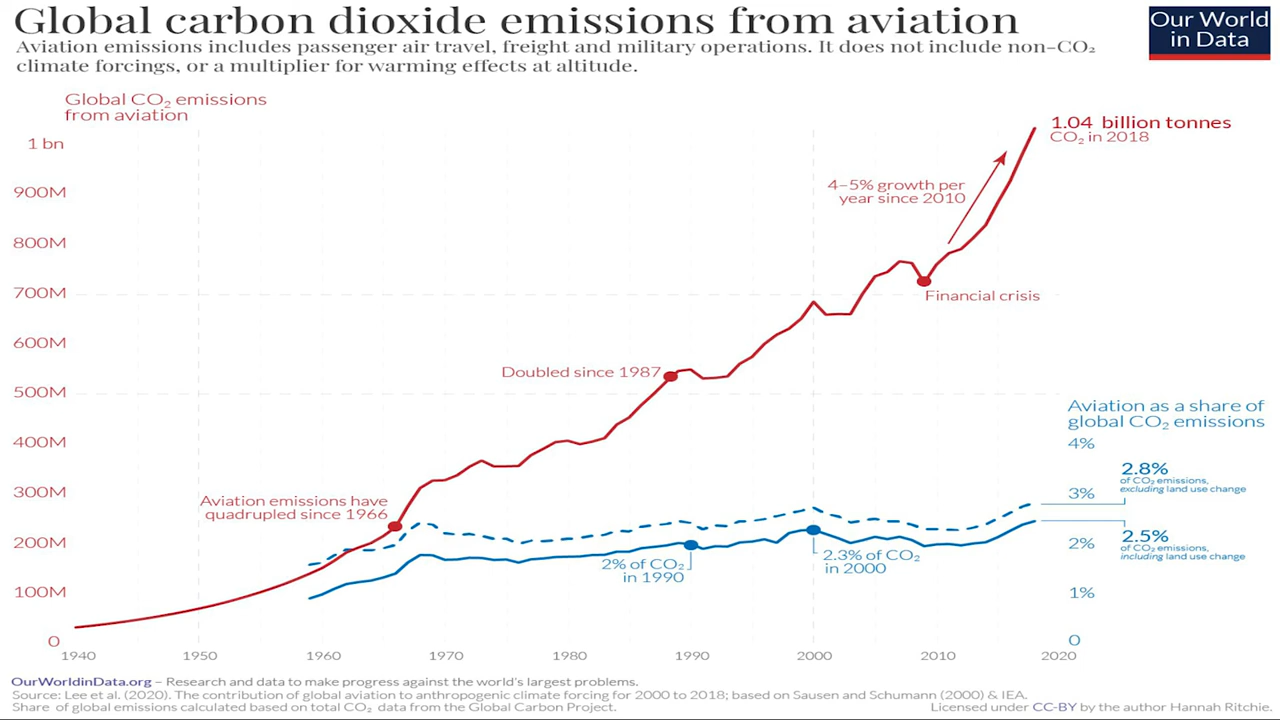 Global carbon dioxide emissions from aviation
Our World
in Data
Aviation emissions includes passenger air travel, freight and military operations. It does not include non-CO₂
climate forcings, or a multiplier for warming effects at altitude.
Global CO₂ emissions
from aviation
1.04 billion tonnes
CO₂ in 2018
1 bn
4–5% growth per
year since 2010
900M
800M
700M
Financial crisis
600M
Doubled since 1987
500M
Aviation as a share of
global CO₂ emissions
400M
4%
2.8%
of CO₂ emissions,
excluding land use change
300M
3%
Aviation emissions have
quadrupled since 1966
200M
2%
2.5%
of CO₂ emissions,
including land use change
2% of CO₂
in 1990
2.3% of CO₂
in 2000
100M
1%
0
0
1940 1950 1960 1970 1980 1990 2000 2010 2020
OurWorldinData.org – Research and data to make progress against the world's largest problems.
Source: Lee et al. (2020). The contribution of global aviation to anthropogenic climate forcing for 2000 to 2018; based on Sausen and Schumann (2000) & IEA.
Share of global emissions calculated based on total CO₂ data from the Global Carbon Project.
Licensed under CC-BY by the author Hannah Ritchie.